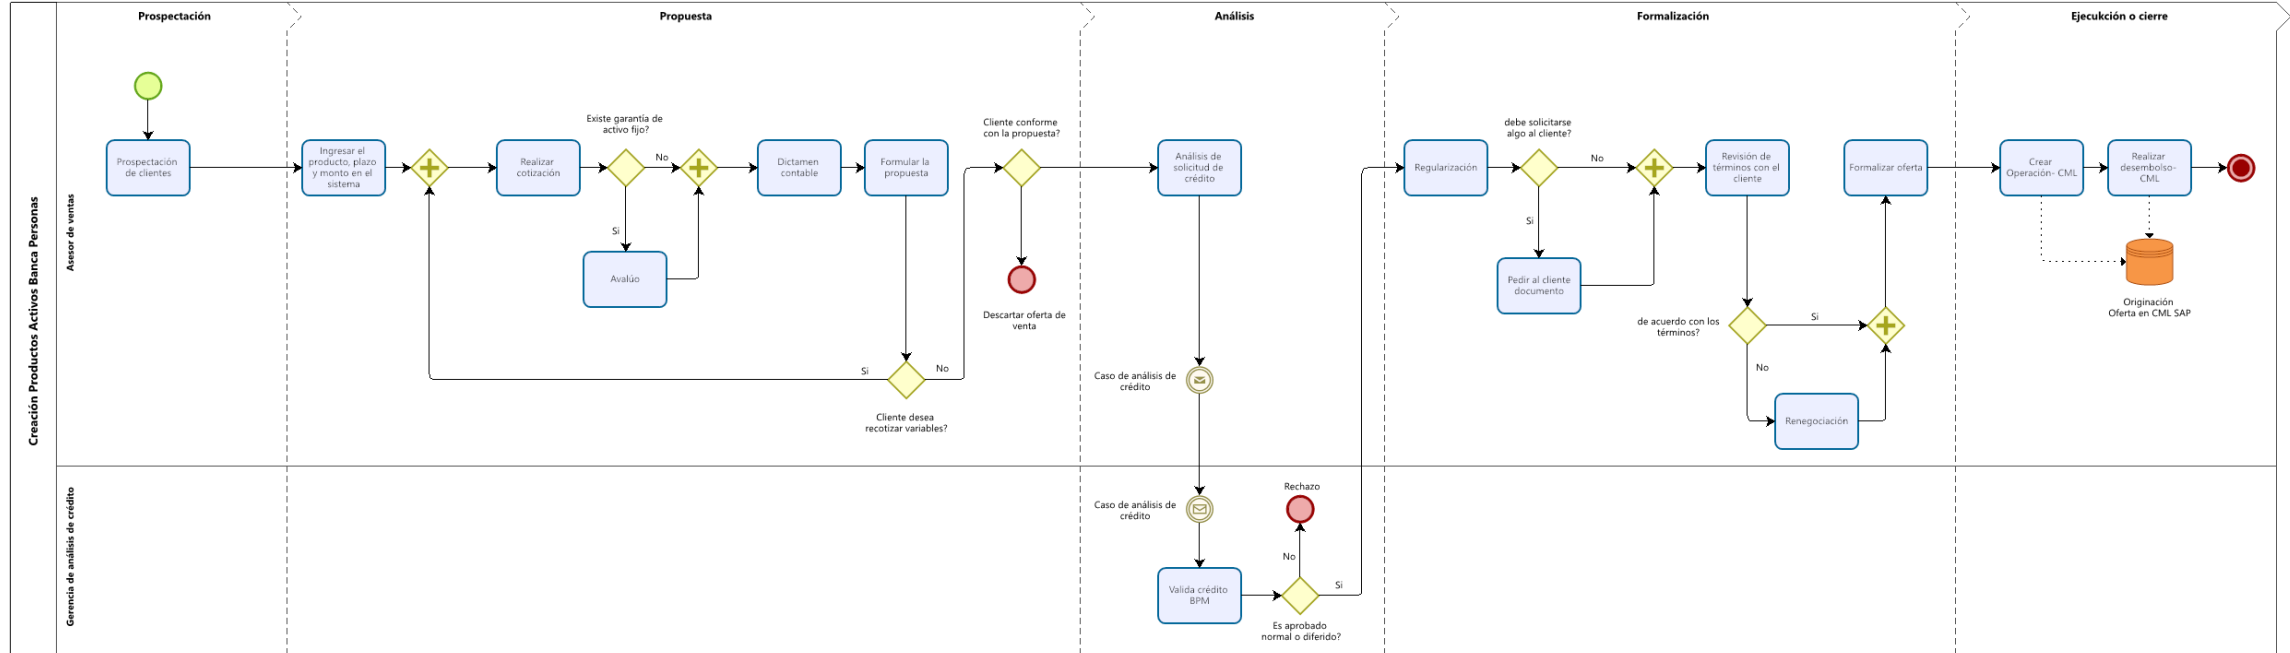 Prospectación
Propuesta
Análisis
Formalización
Ejecukción o cierre
Creación Productos Activos Banca Personas
Asesor de ventas
Prospectación
de clientes
Ingresar el
producto, plazo
y monto en el
sistema
Realizar
cotización
Existe garantía de
activo fijo?
No
Si
Avalúo
Dictamen
contable
Formular la
propuesta
Si
No
Cliente desea
recotizar variables?
Cliente conforme
con la propuesta?
Descartar oferta de
venta
Análisis de
solicitud de
crédito
Caso de análisis de
crédito
Regularización
debe solicitarse
algo al cliente?
No
Si
Pedir al cliente
documento
Revisión de
términos con el
cliente
de acuerdo con los
términos?
Si
No
Renegociación
Formalizar oferta
Crear
Operación- CML
Realizar
desembolso-
CML
Originación
Oferta en CML SAP
Gerencia de análisis de crédito
Caso de análisis de
crédito
Valida crédito
BPM
Rechazo
No
Si
Es aprobado
normal o diferido?